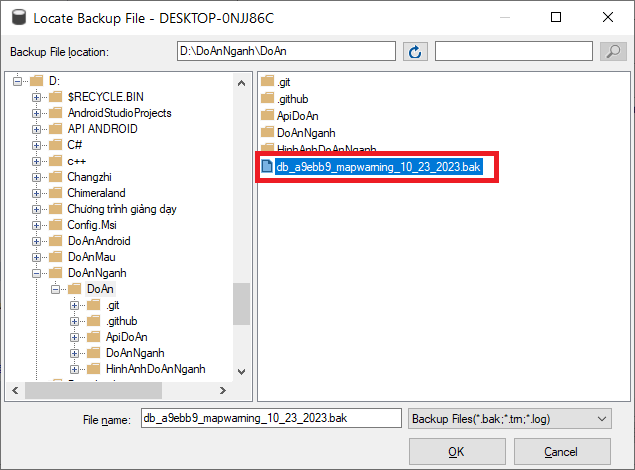 Locate Backup File - DESKTOP-0NJJ86C
Backup File location:
D:\DoAnNganh\DoAn
D:
$RECYCLE.BIN
AndroidStudioProjects
API ANDROID
C#
c++
Changzhi
Chimeraland
Chương trình giảng dạy
Config.Msi
DoAnAndroid
DoAnMau
DoAnNganh
DoAn
.git
.github
ApiDoAn
DoAnNganh
HinhAnhDoAnNganh
.git
.github
ApiDoAn
DoAnNganh
HinhAnhDoAnNganh
db_a9ebb9_mapwarning_10_23_2023.bak
File name:
db_a9ebb9_mapwarning_10_23_2023.bak
Backup Files(*.bak;*.trn;*.log)
OK
Cancel